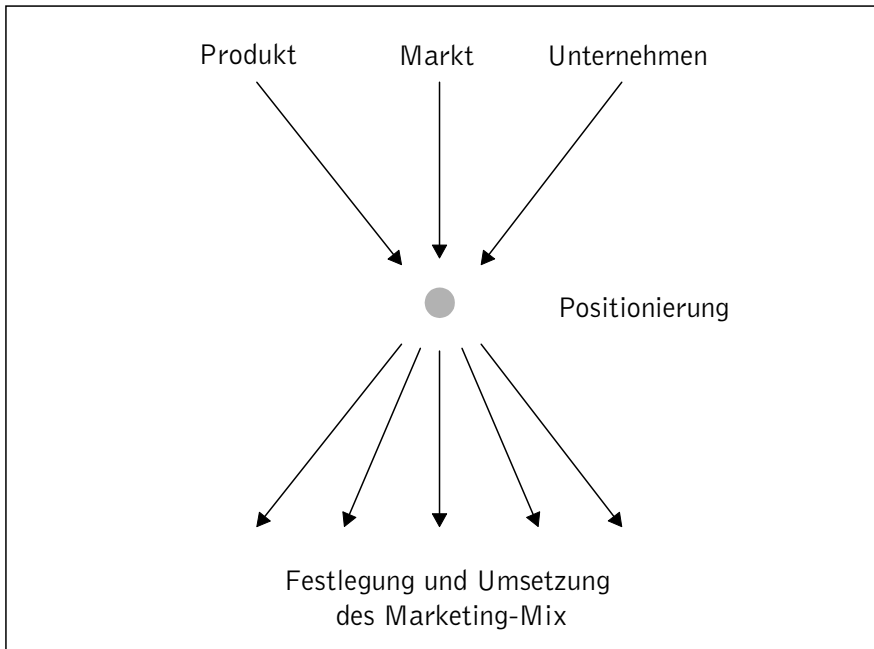 Produkt Markt Unternehmen
Positionierung
Festlegung und Umsetzung
des Marketing-Mix